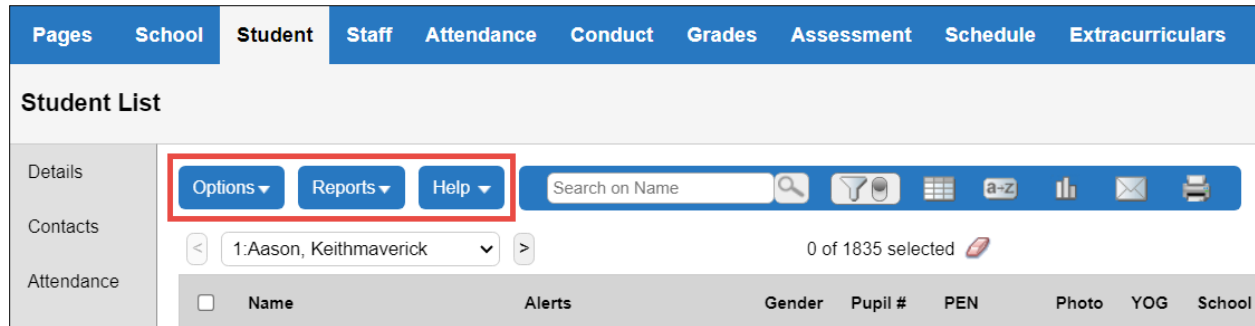 Pages School Student Staff Attendance Conduct Grades Assessment Schedule Extracurriculars
Student List
Details
Contacts
Attendance
Options Reports Help Search on Name a-z
< 1:Aason, Keithmaverick > 0 of 1835 selected
Name Alerts Gender Pupil # PEN Photo YOG School